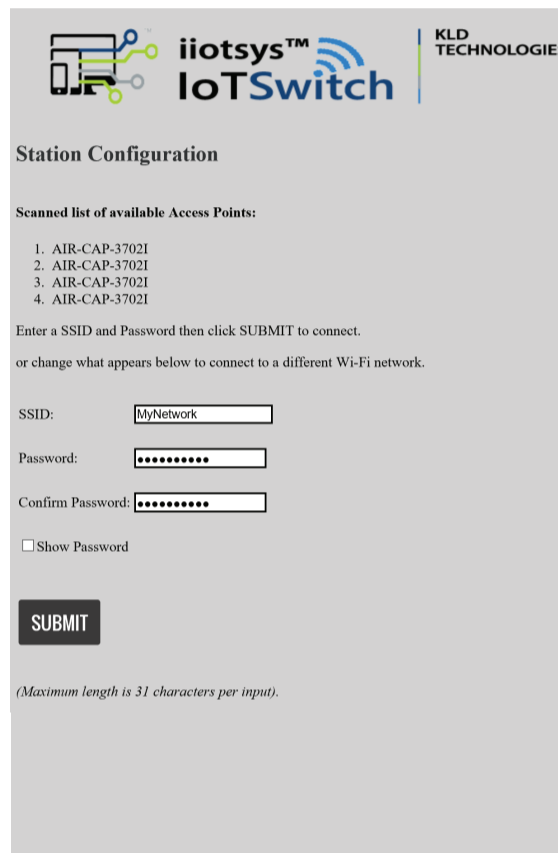 iiotsys™
IoTSwitch
KLD
TECHNOLOGIE
Station Configuration
Scanned list of available Access Points:
1. AIR-CAP-3702I
2. AIR-CAP-3702I
3. AIR-CAP-3702I
4. AIR-CAP-3702I
Enter a SSID and Password then click SUBMIT to connect.
or change what appears below to connect to a different Wi-Fi network.
SSID: MyNetwork
Password: ●●●●●●●●●●
Confirm Password: ●●●●●●●●●●
Show Password
SUBMIT
(Maximum length is 31 characters per input).